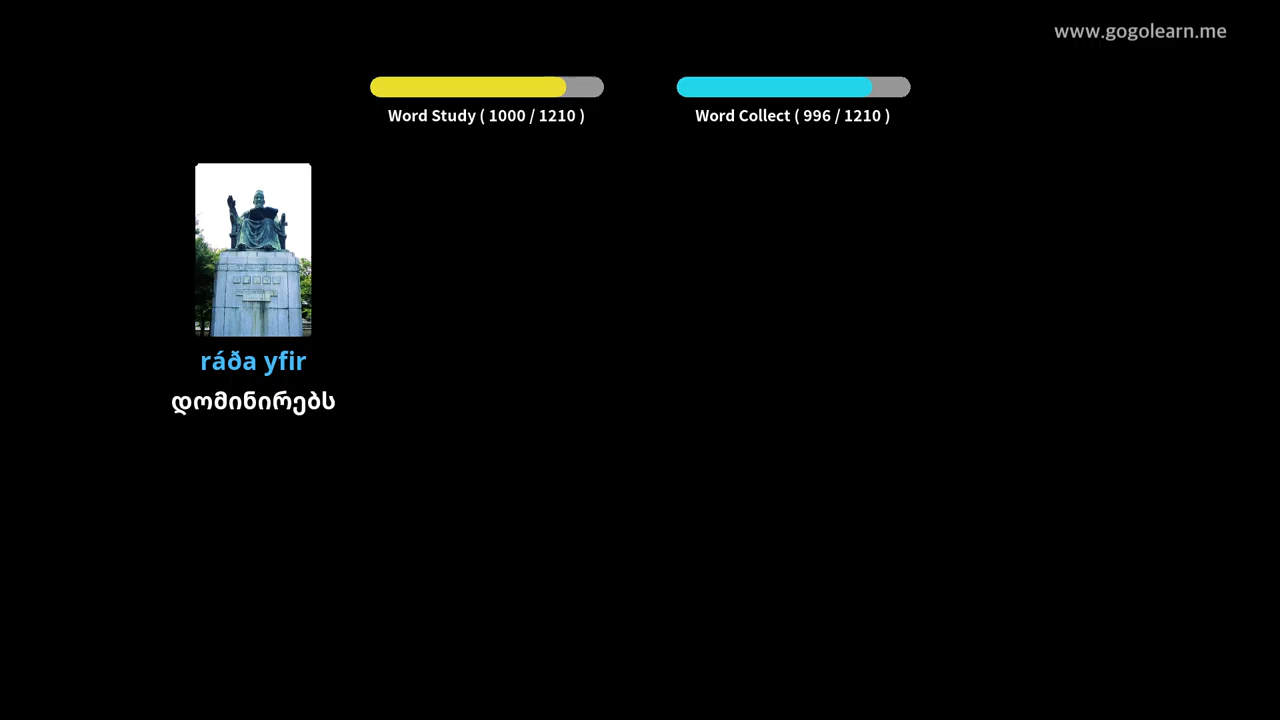 www.gogolearn.me
Word Study ( 1000 / 1210 )
Word Collect ( 996 / 1210 )
ráða yfir
დომინირებს